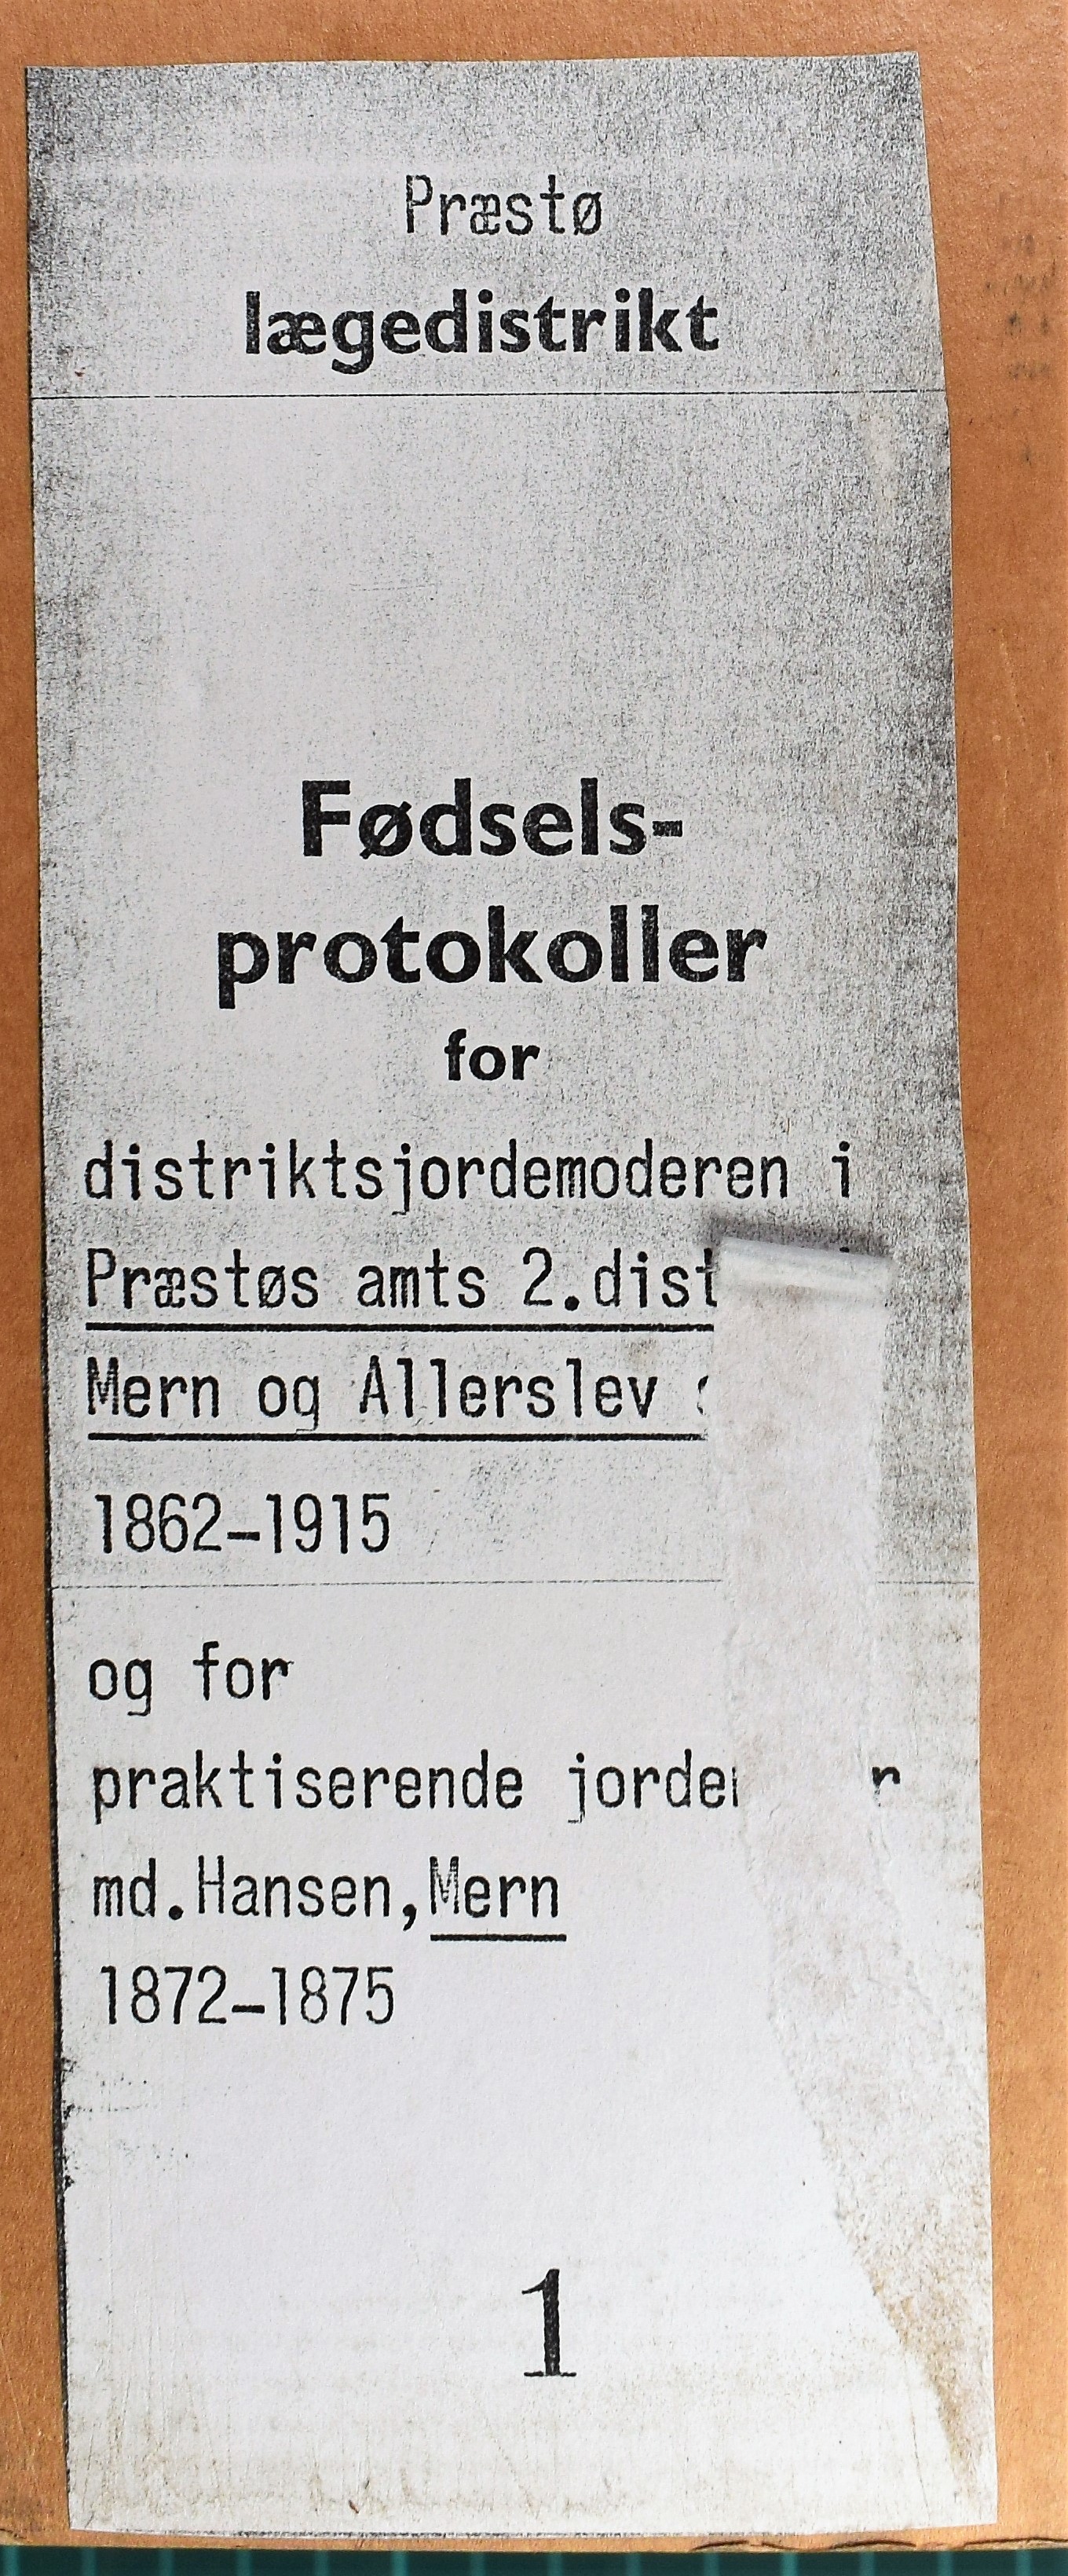 Præstø
lægedistrikt
Fødsels-
protokoller
for
distriktsjordemoderen i
Præstøs amts 2.dist
Mern og Allerslev
1862-1915
og for
praktiserende
md.Hansen,Mern
1872-1875
1